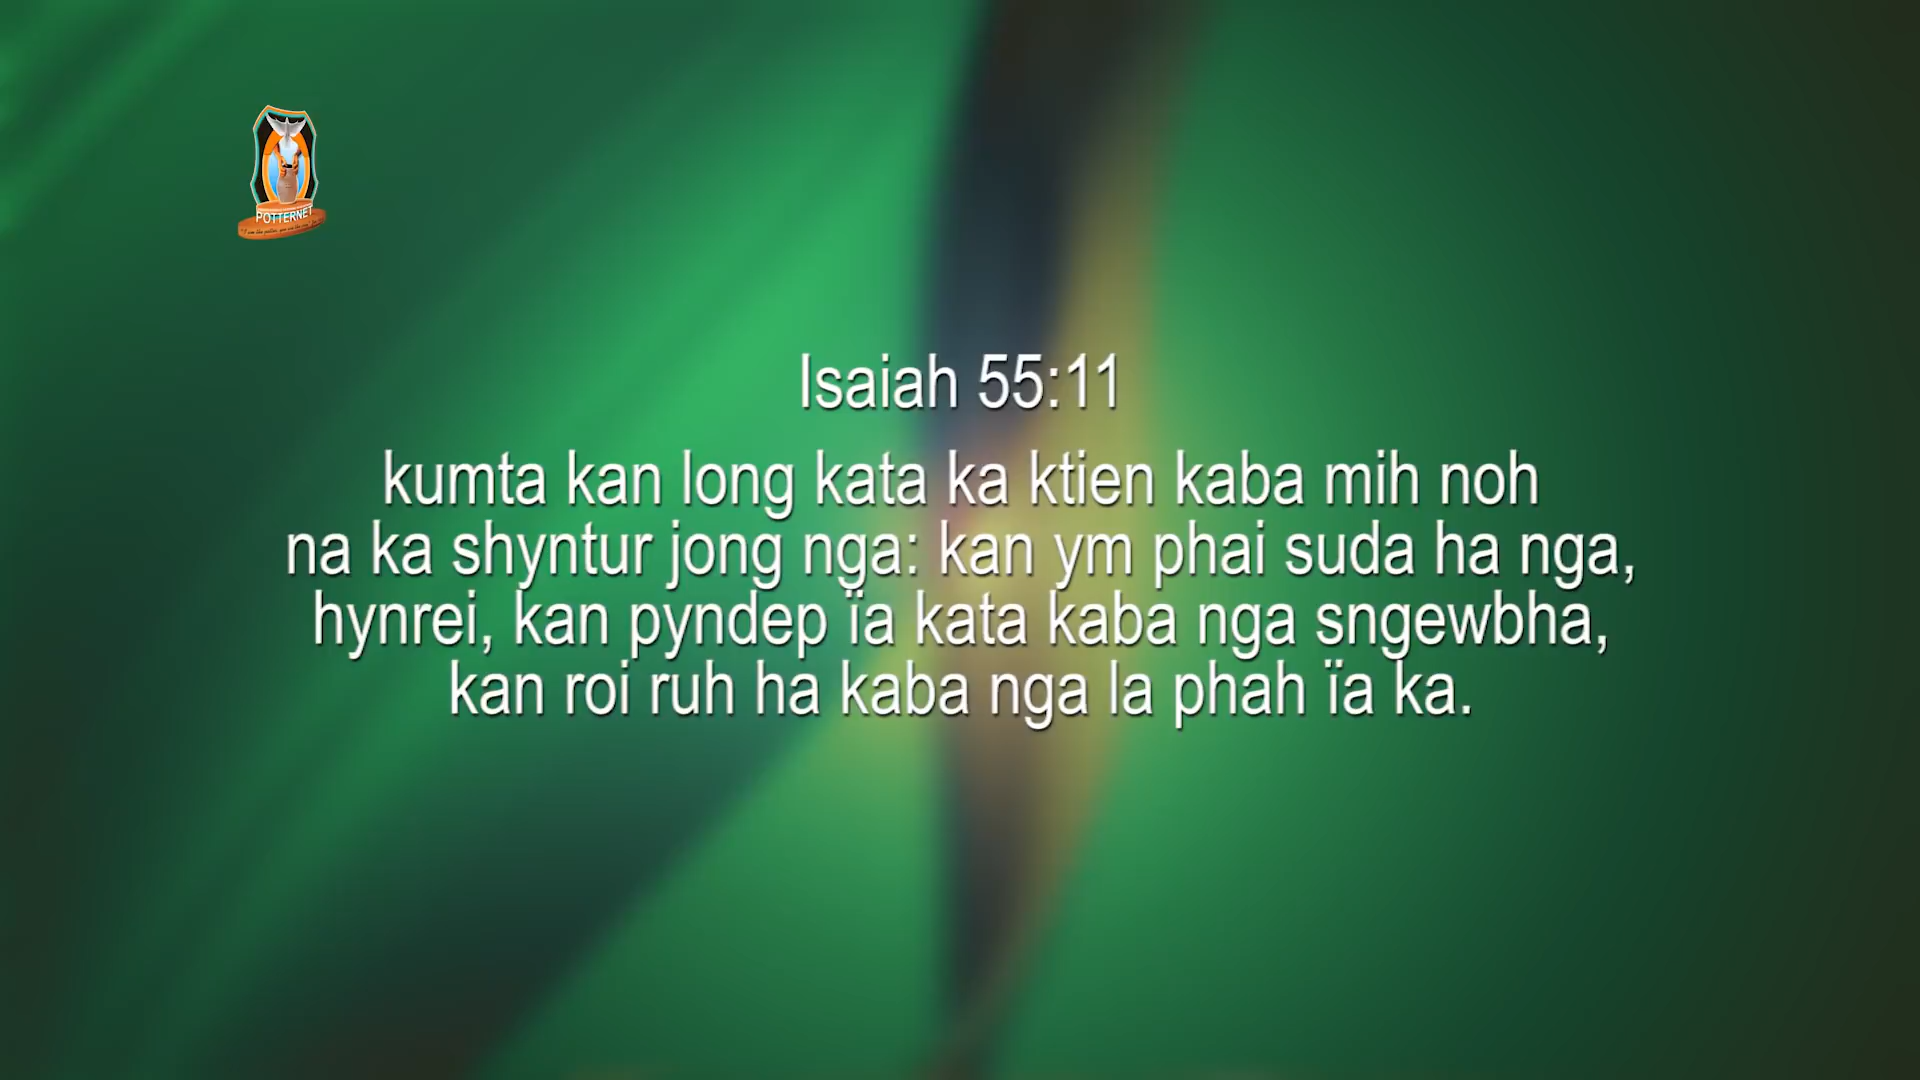 POTTERNET
Isaiah 55:11
kumta kan long kata ka ktien kaba mih noh
na ka shyntur jong nga: kan ym phai suda ha nga,
hynrei, kan pyndep ïa kata kaba nga sngewbha,
kan roi ruh ha kaba nga la phah ïa ka.